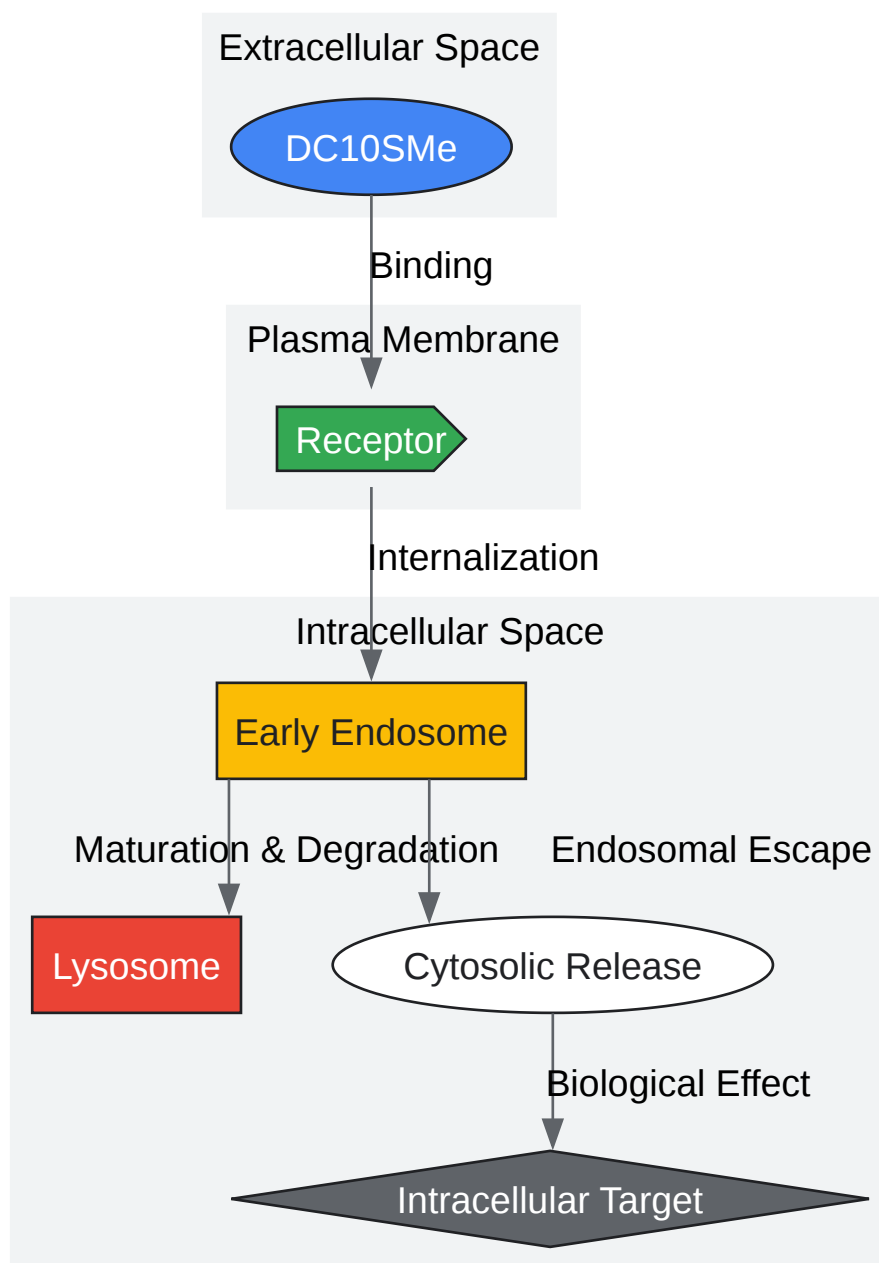 Extracellular Space
DC10SMe
Binding
Plasma Membrane
Receptor
Internalization
Intracellular Space
Early Endosome
Maturation & Degradation
Endosomal Escape
Lysosome
Cytosolic Release
Biological Effect
Intracellular Target